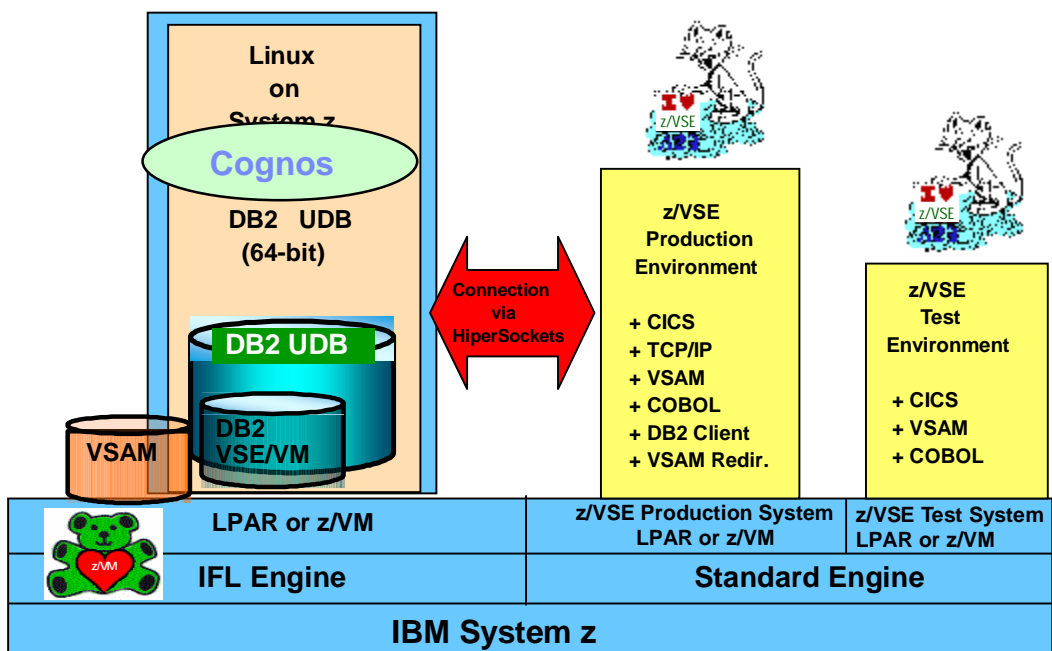 Linux
on
System z
Cognos
DB2 UDB
(64-bit)
DB2 UDB
DB2
VSE/VM
VSAM
Connection
via
HiperSockets
I ♥
z/VSE
z/VSE
Production
Environment
+ CICS
+ TCP/IP
+ VSAM
+ COBOL
+ DB2 Client
+ VSAM Redir.
I ♥
z/VSE
z/VSE
Test
Environment
+ CICS
+ VSAM
+ COBOL
z/VM
LPAR or z/VM
z/VSE Production System
LPAR or z/VM
z/VSE Test System
LPAR or z/VM
IFL Engine
Standard Engine
IBM System z